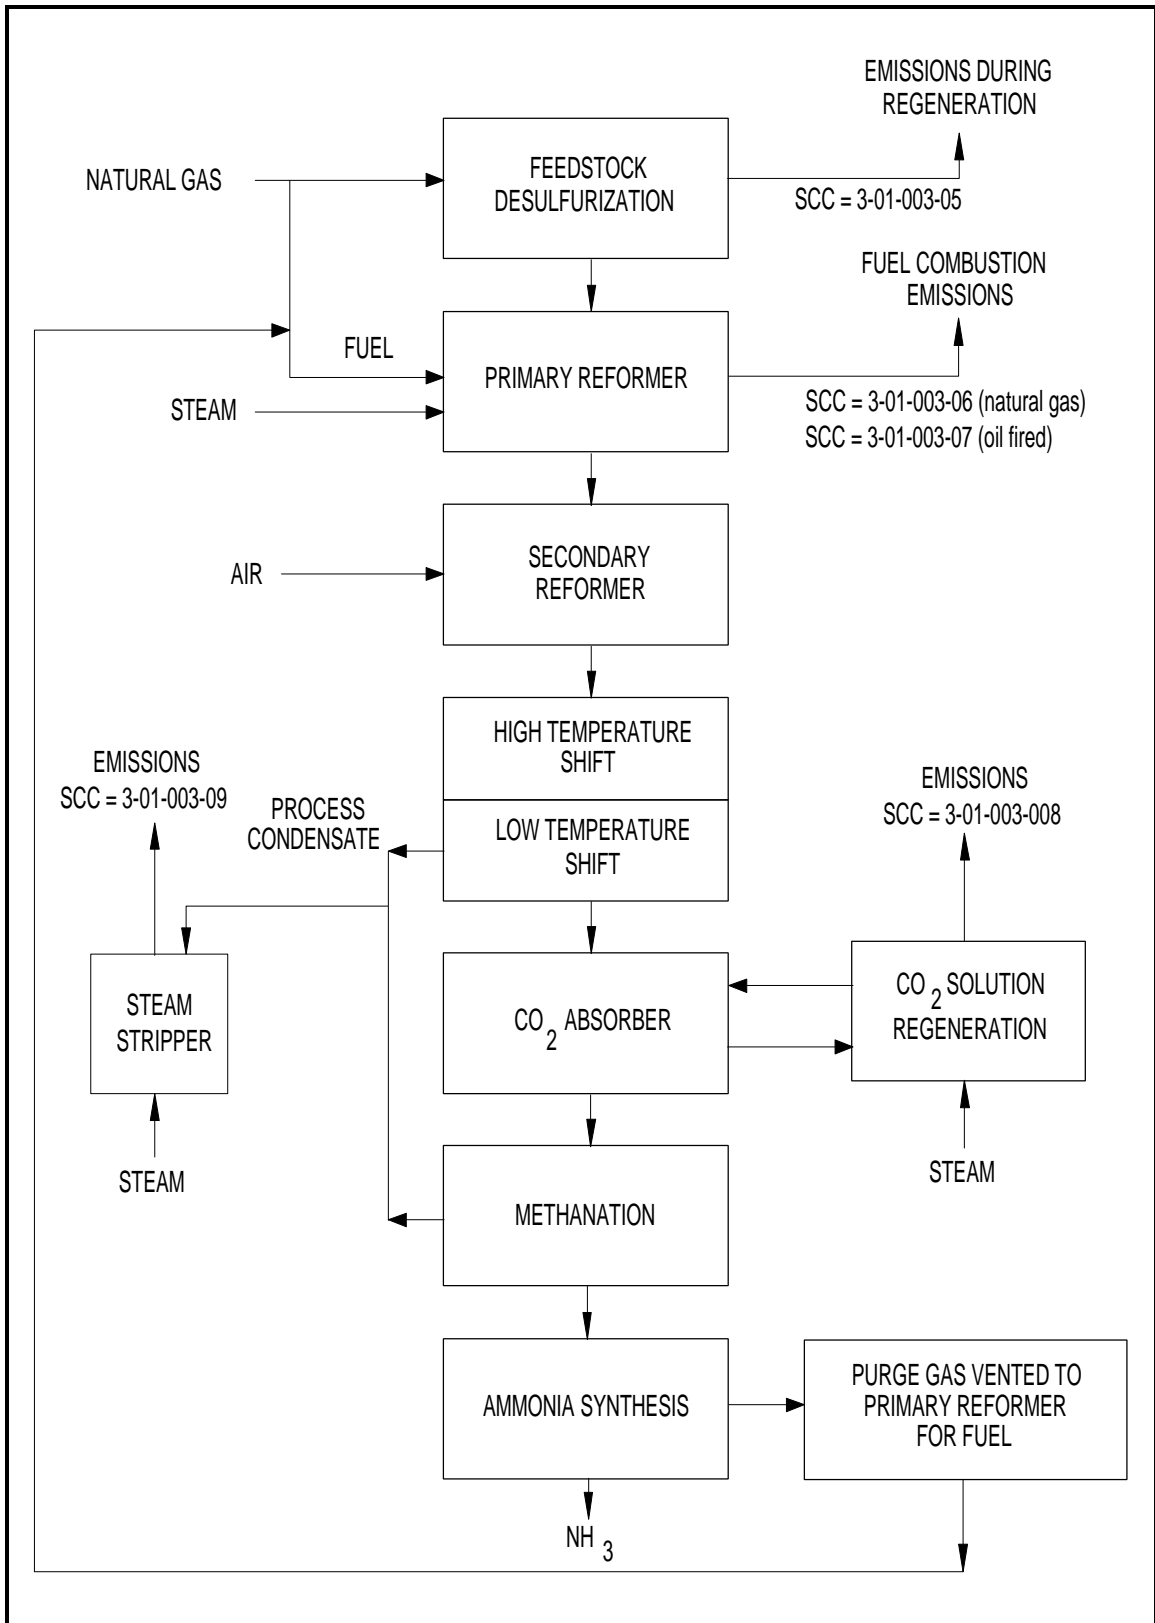 EMISSIONS DURING
REGENERATION
FEEDSTOCK
DESULFURIZATION
NATURAL GAS
SCC = 3-01-003-05
FUEL COMBUSTION
EMISSIONS
FUEL
PRIMARY REFORMER
STEAM
SCC = 3-01-003-06 (natural gas)
SCC = 3-01-003-07 (oil fired)
SECONDARY
REFORMER
AIR
HIGH TEMPERATURE
SHIFT
EMISSIONS
SCC = 3-01-003-09
PROCESS
CONDENSATE
LOW TEMPERATURE
SHIFT
EMISSIONS
SCC = 3-01-003-008
STEAM
STRIPPER
CO 2 ABSORBER
CO 2 SOLUTION
REGENERATION
STEAM
STEAM
METHANATION
AMMONIA SYNTHESIS
PURGE GAS VENTED TO
PRIMARY REFORMER
FOR FUEL
NH 3